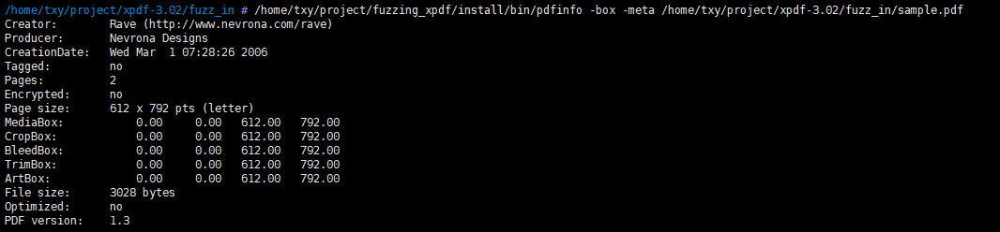 /home/txy/project/xpdf-3.02/fuzz_in # /home/txy/project/fuzzing_xpdf/install/bin/pdfinfo -box -meta /home/txy/project/xpdf-3.02/fuzz_in/sample.pdf
Creator:        Rave (http://www.nevrona.com/rave)
Producer:       Nevrona Designs
CreationDate:   Wed Mar  1 07:28:26 2006
Tagged:         no
Pages:          2
Encrypted:      no
Page size:      612 x 792 pts (letter)
MediaBox:           0.00     0.00   612.00   792.00
CropBox:            0.00     0.00   612.00   792.00
BleedBox:           0.00     0.00   612.00   792.00
TrimBox:            0.00     0.00   612.00   792.00
ArtBox:             0.00     0.00   612.00   792.00
File size:      3028 bytes
Optimized:      no
PDF version:    1.3